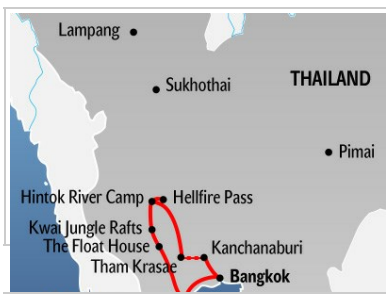 Lampang
Sukhothai
THAILAND
Pimai
Hintok River Camp
Hellfire Pass
Kwai Jungle Rafts
The Float House
Kanchanaburi
Tham Krasae
Bangkok